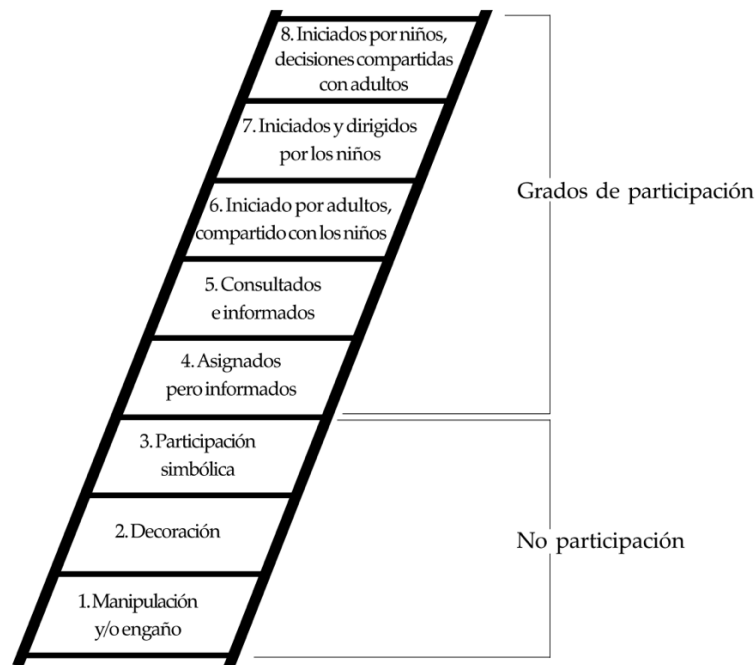 8. Iniciados por niños,
decisiones compartidas
con adultos
7. Iniciados y dirigidos
por los niños
6. Iniciado por adultos,
compartido con los niños
5. Consultados
e informados
4. Asignados
pero informados
3. Participación
simbólica
2. Decoración
1. Manipulación
y/o engaño
Grados de participación
No participación